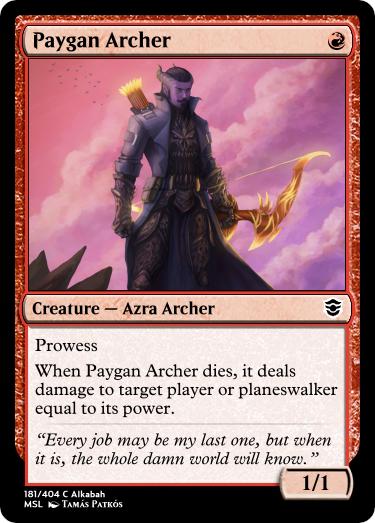 Paygan Archer
Creature — Azra Archer
Prowess
When Paygan Archer dies, it deals
damage to target player or planeswalker
equal to its power.
“Every job may be my last one, but when
it is, the whole damn world will know.”
1/1
181/404 C Alkabah
MSL Tamás Patkós